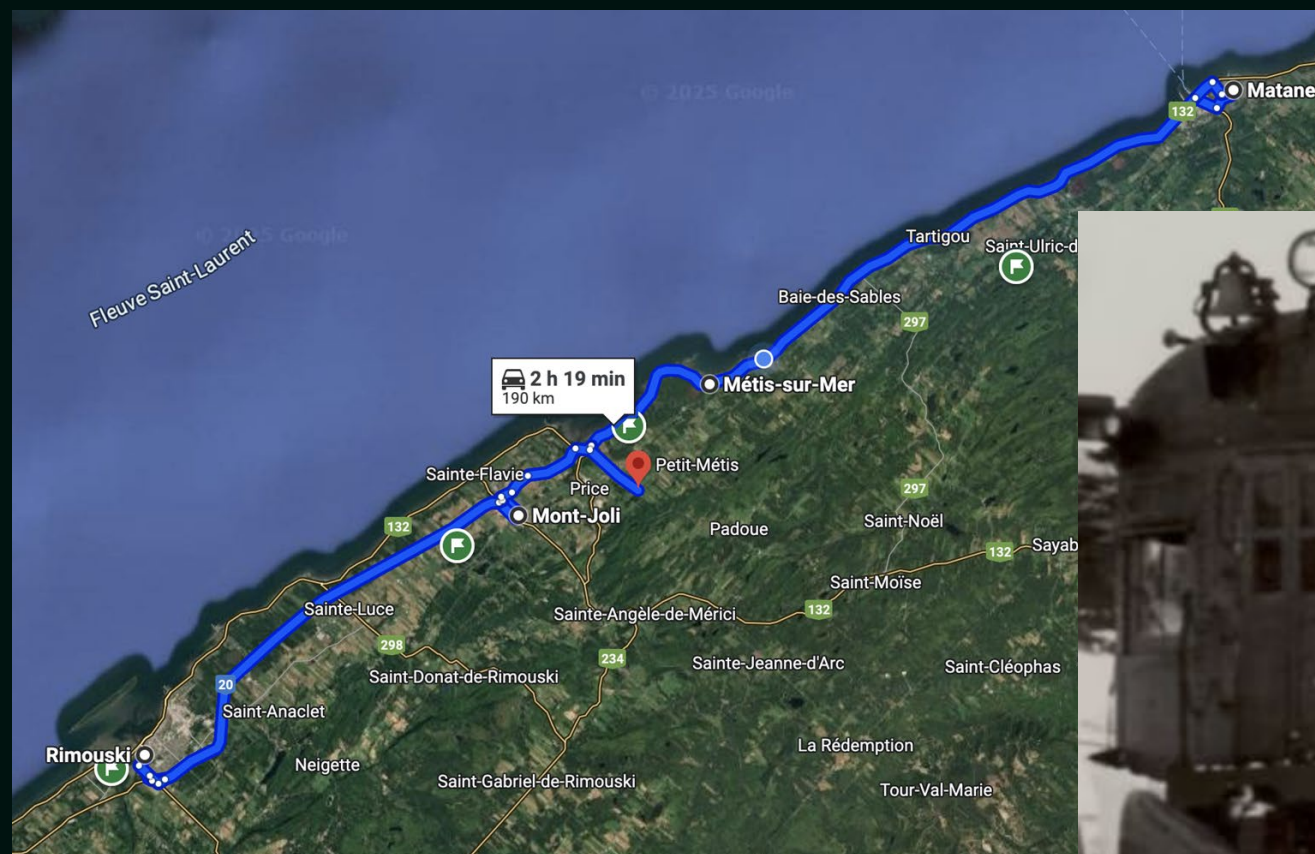 © 2025 Google
Matane
132
© 2025 Google
Fleuve Saint-Laurent
Tartigou
Saint-Ulric-d
Baie-des-Sables
297
2 h 19 min
190 km
Métis-sur-Mer
Sainte-Flavie
Petit-Métis
Price
297
Mont-Joli
132
Padoue
Saint-Noël
132
Sayab
Saint-Moïse
Sainte-Luce
Sainte-Angèle-de-Mérici
132
298
234
Sainte-Jeanne-d'Arc
Saint-Cléophas
Saint-Donat-de-Rimouski
20
Saint-Anaclet
Rimouski
Neigette
La Rédemption
Saint-Gabriel-de-Rimouski
Tour-Val-Marie